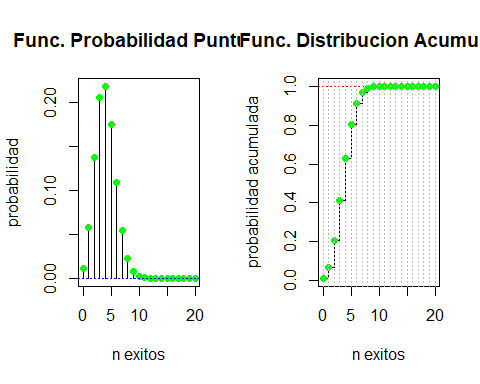 Func. Probabilidad Punt
Func. Distribucion Acumu
probabilidad
0.00
0.10
0.20
0
5
10
20
n exitos
probabilidad acumulada
0.0
0.2
0.4
0.6
0.8
1.0
0
5
10
20
n exitos